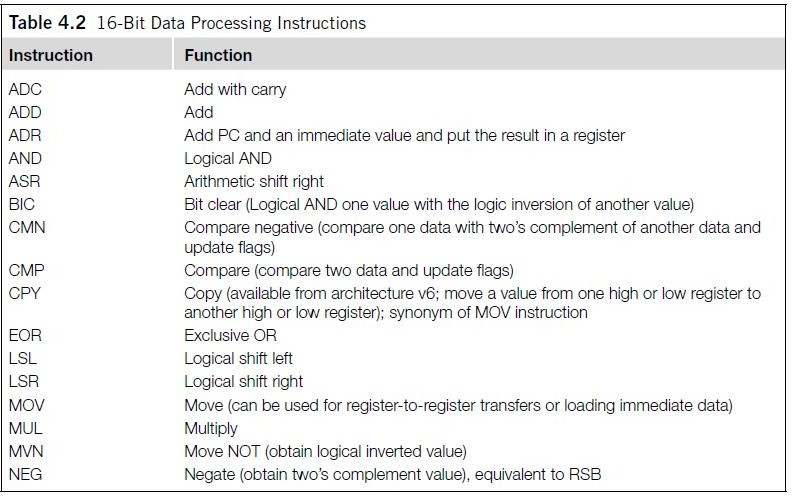 Table 4.2 16-Bit Data Processing Instructions
Instruction Function
ADC Add with carry
ADD Add
ADR Add PC and an immediate value and put the result in a register
AND Logical AND
ASR Arithmetic shift right
BIC Bit clear (Logical AND one value with the logic inversion of another value)
CMN Compare negative (compare one data with two's complement of another data and
update flags)
CMP Compare (compare two data and update flags)
CPY Copy (available from architecture v6; move a value from one high or low register to
another high or low register); synonym of MOV instruction
EOR Exclusive OR
LSL Logical shift left
LSR Logical shift right
MOV Move (can be used for register-to-register transfers or loading immediate data)
MUL Multiply
MVN Move NOT (obtain logical inverted value)
NEG Negate (obtain two's complement value), equivalent to RSB